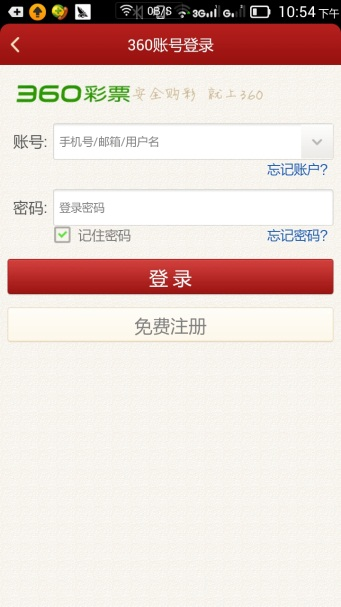 0B/S 3G G 10:54 下午
360账号登录
360彩票 安全购彩 就上360
账号: 手机号/邮箱/用户名
忘记账户?
密码: 登录密码
记住密码 忘记密码?
登录
免费注册